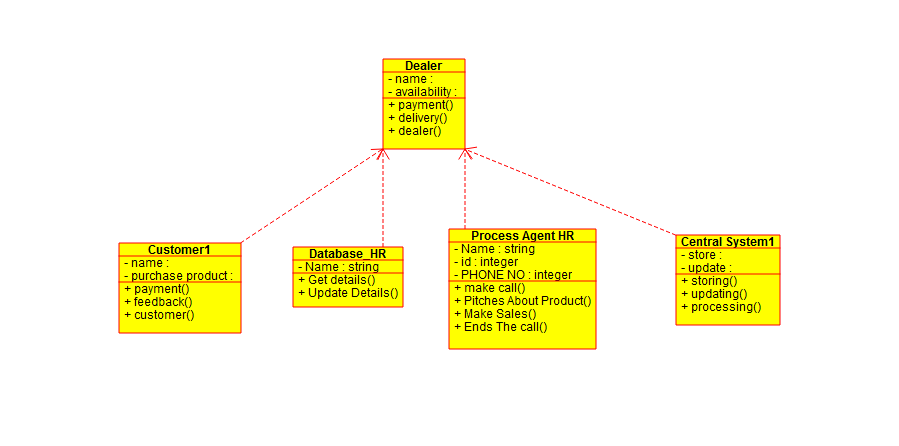 Dealer
- name :
- availability :
+ payment()
+ delivery()
+ dealer()
Customer1
- name :
- purchase product :
+ payment()
+ feedback()
+ customer()
Database_HR
- Name : string
+ Get details()
+ Update Details()
Process Agent HR
- Name : string
- id : integer
- PHONE NO : integer
+ make call()
+ Pitches About Product()
+ Make Sales()
+ Ends The call()
Central System1
- store :
- update :
+ storing()
+ updating()
+ processing()